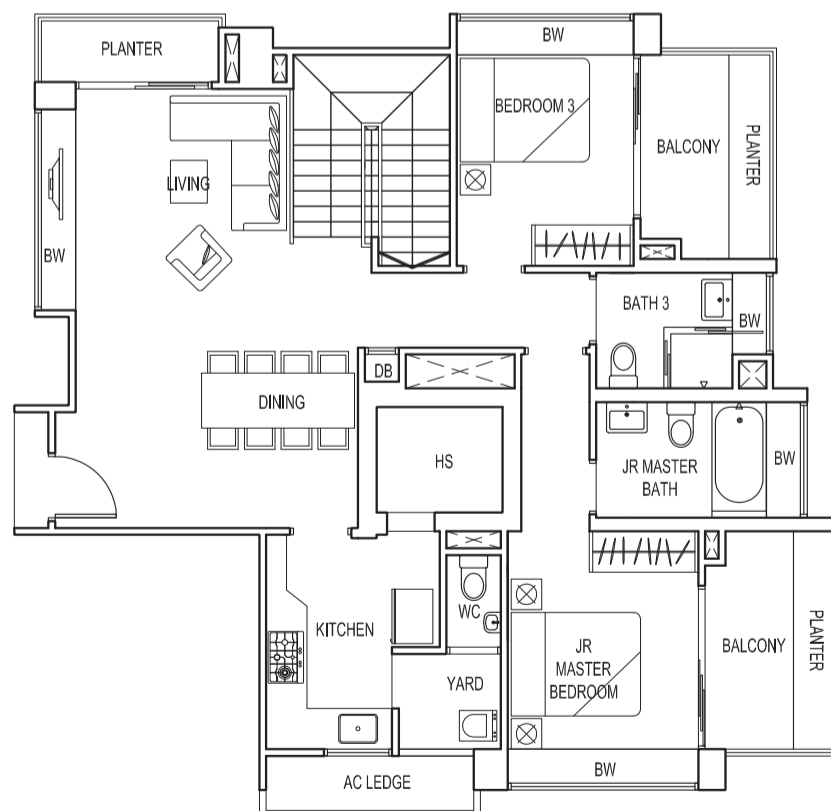 PLANTER
BW
BEDROOM 3
BALCONY
PLANTER
LIVING
BW
BATH 3
BW
DB
DINING
HS
JR MASTER
BATH
BW
WC
KITCHEN
YARD
JR
MASTER
BEDROOM
BALCONY
PLANTER
BW
AC LEDGE